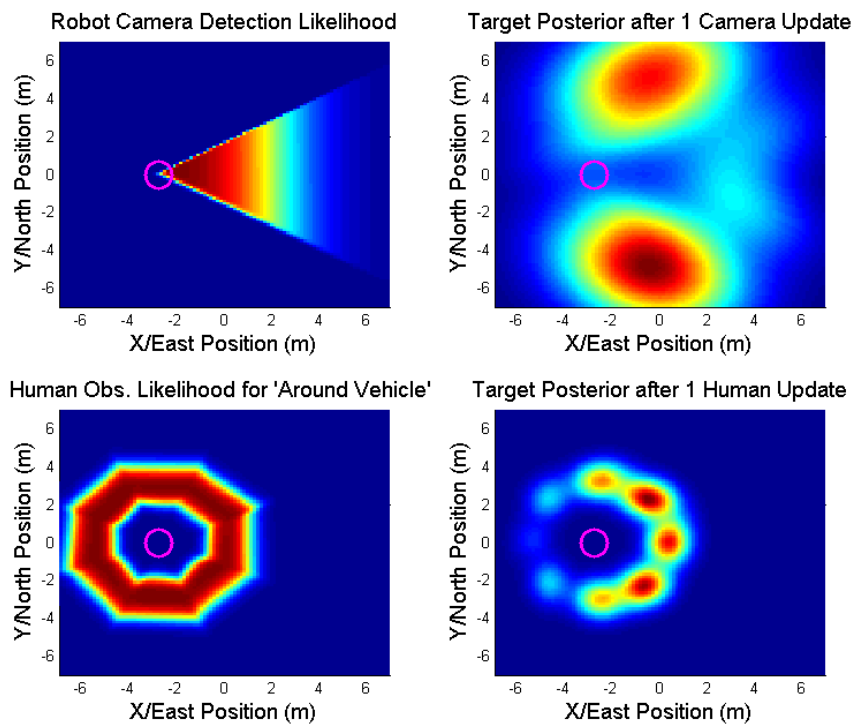 Robot Camera Detection Likelihood
6
4
2
0
-2
-4
-6
Y/North Position (m)
-6 -4 -2 0 2 4 6
X/East Position (m)
Target Posterior after 1 Camera Update
6
4
2
0
-2
-4
-6
Y/North Position (m)
-6 -4 -2 0 2 4 6
X/East Position (m)
Human Obs. Likelihood for 'Around Vehicle'
6
4
2
0
-2
-4
-6
Y/North Position (m)
-6 -4 -2 0 2 4 6
X/East Position (m)
Target Posterior after 1 Human Update
6
4
2
0
-2
-4
-6
Y/North Position (m)
-6 -4 -2 0 2 4 6
X/East Position (m)